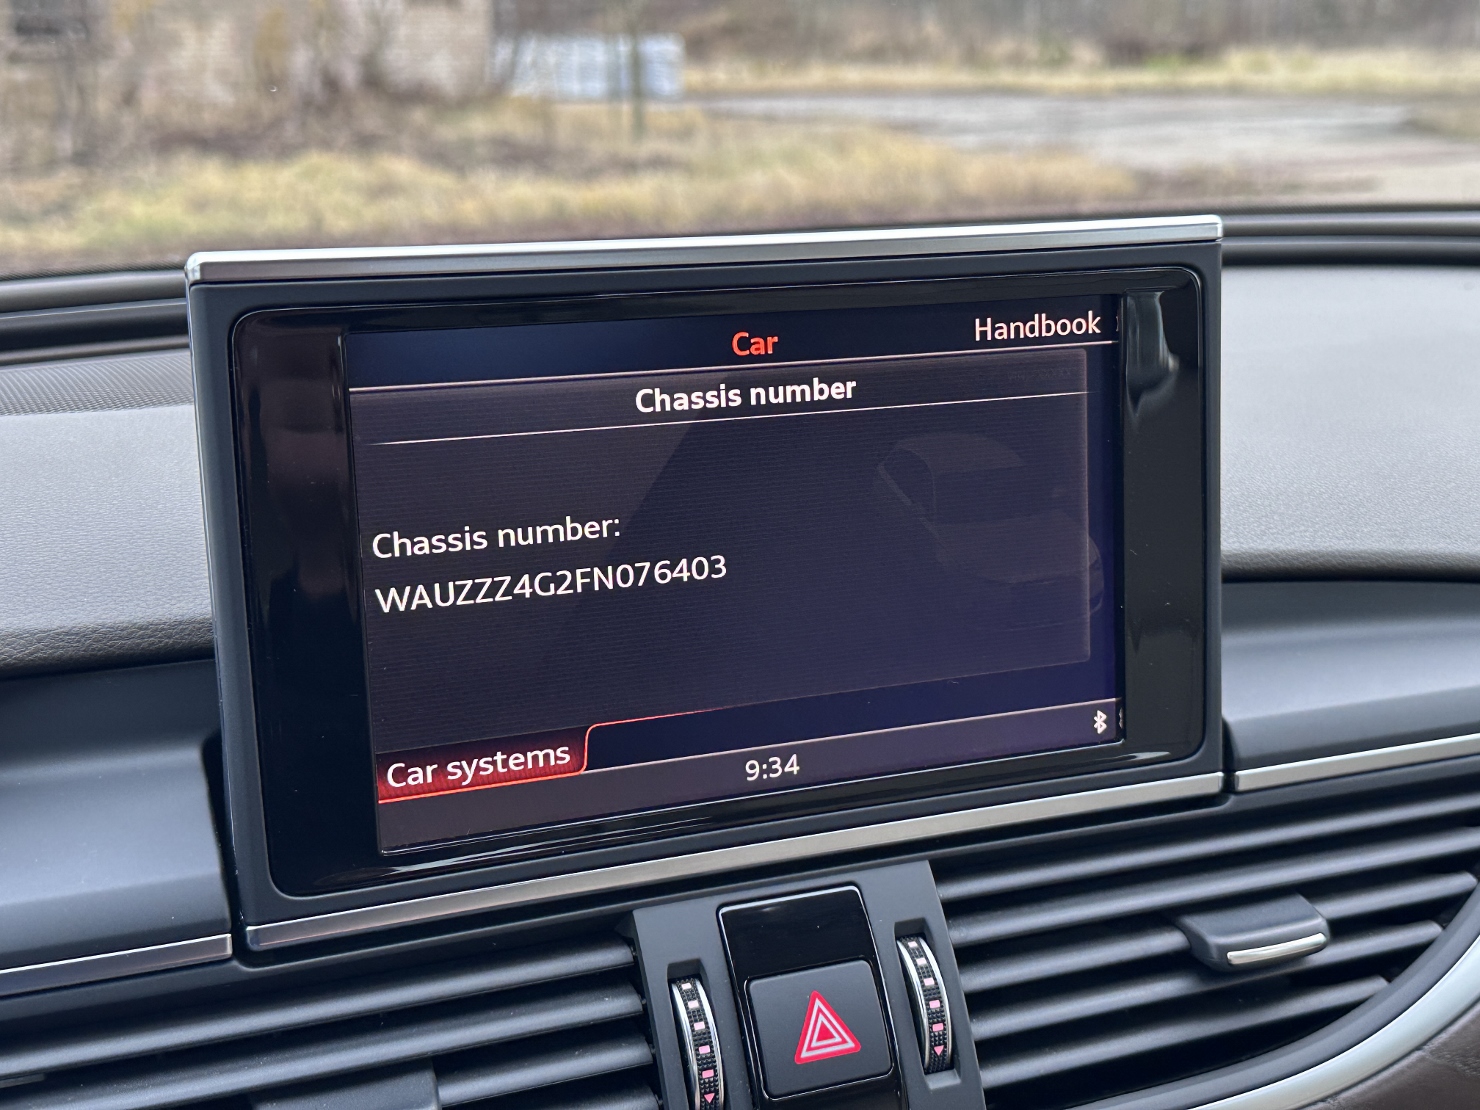 Car
Handbook
Chassis number
Chassis number:
WAUZZZ4G2FN076403
Car systems
9:34